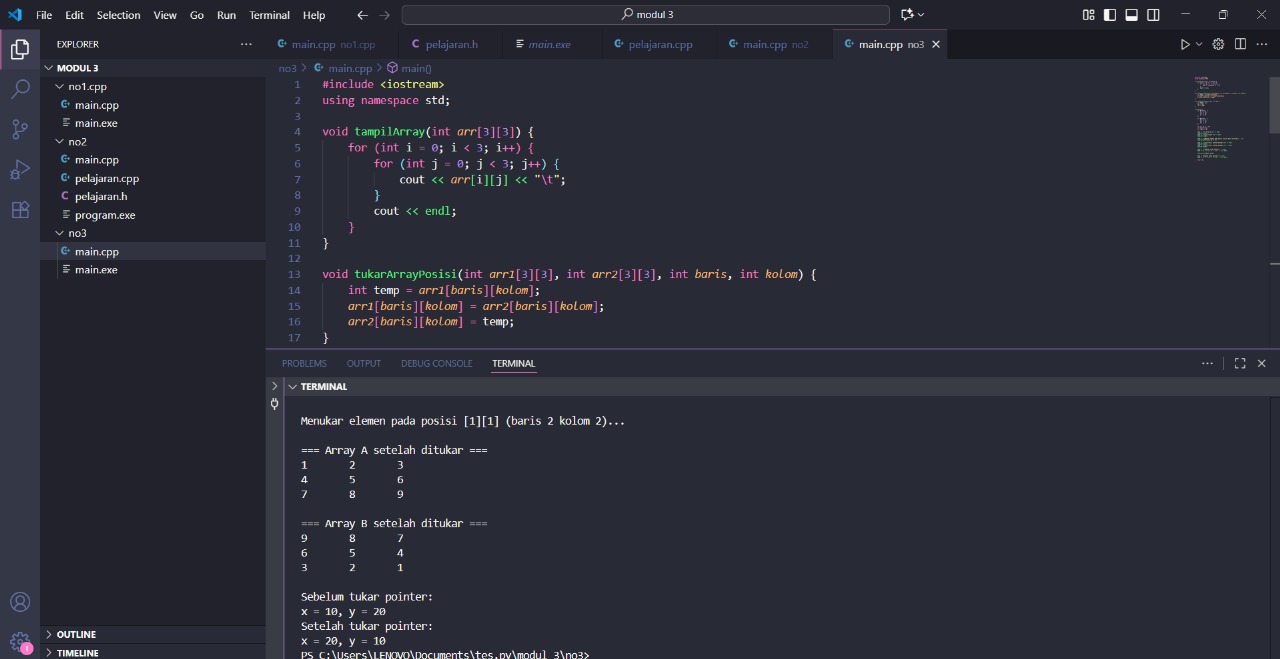 File Edit Selection View Go Run Terminal Help
modul 3
EXPLORER
MODUL 3
no1.cpp
main.cpp
main.exe
no2
main.cpp
pelajaran.cpp
pelajaran.h
program.exe
no3
main.cpp
main.exe
OUTLINE
TIMELINE
1
main.cpp no1.cpp
pelajaran.h
main.exe
pelajaran.cpp
main.cpp no2
main.cpp no3
no3 > main.cpp > main()
1 #include <iostream>
2 using namespace std;
3
4 void tampilArray(int arr[3][3]) {
5 for (int i = 0; i < 3; i++) {
6 for (int j = 0; j < 3; j++) {
7 cout << arr[i][j] << "\t";
8 }
9 cout << endl;
10 }
11 }
12
13 void tukarArrayPosisi(int arr1[3][3], int arr2[3][3], int baris, int kolom) {
14 int temp = arr1[baris][kolom];
15 arr1[baris][kolom] = arr2[baris][kolom];
16 arr2[baris][kolom] = temp;
17 }
PROBLEMS OUTPUT DEBUG CONSOLE TERMINAL
TERMINAL
Menukar elemen pada posisi [1][1] (baris 2 kolom 2)...
=== Array A setelah ditukar ===
1 2 3
4 5 6
7 8 9
=== Array B setelah ditukar ===
9 8 7
6 5 4
3 2 1
Sebelum tukar pointer:
x = 10, y = 20
Setelah tukar pointer:
x = 20, y = 10
PS C:\Users\LENOVO\Documents\tes.py\modul 3\no3>